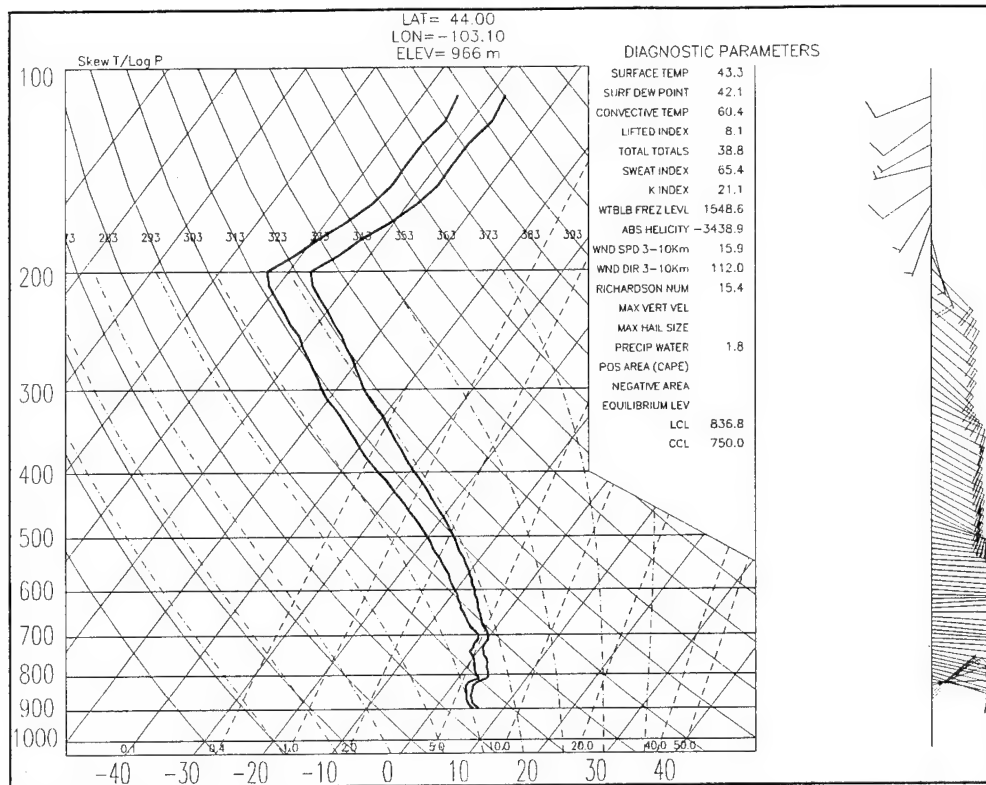 LAT= 44.00
LON=-103.10
ELEV= 966 m
Skew T/Log P
DIAGNOSTIC PARAMETERS
SURFACE TEMP 43.3
SURF DEW POINT 42.1
CONVECTIVE TEMP 60.4
LIFTED INDEX 8.1
TOTAL TOTALS 38.8
SWEAT INDEX 65.4
K INDEX 21.1
WTBLB FREZ LEVL 1548.6
ABS HELICITY -3438.9
WND SPD 3-10Km 15.9
WND DIR 3-10Km 112.0
RICHARDSON NUM 15.4
MAX VERT VEL
MAX HAIL SIZE
PRECIP WATER 1.8
POS AREA (CAPE)
NEGATIVE AREA
EQUILIBRIUM LEV
LCL 836.8
CCL 750.0
100
283 293 303 313 323 333 343 353 363 373 383 393
200
300
400
500
600
700
800
900
1000
0.1 0.4 1.0 2.0 5.0 10.0 20.0 40.0 50.0
-40 -30 -20 -10 0 10 20 30 40